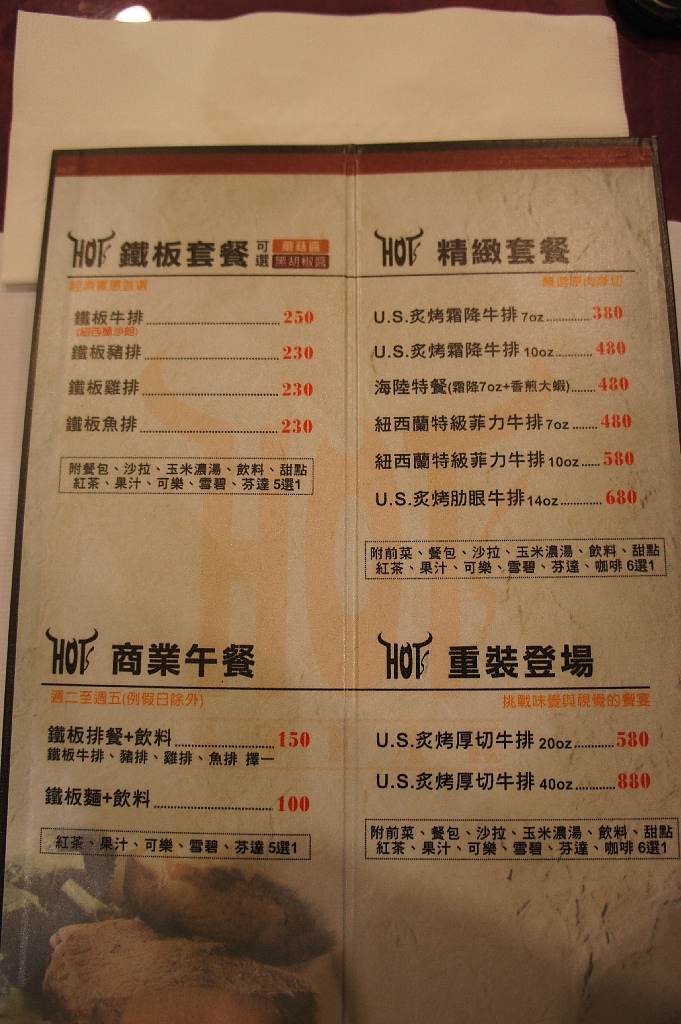 HOT's 鐵板套餐 可選 蘑菇醬 黑胡椒醬
經濟實惠首選
鐵板牛排 250
(紐西蘭沙朗)
鐵板豬排 230
鐵板雞排 230
鐵板魚排 230
附餐包、沙拉、玉米濃湯、飲料、甜點
紅茶、果汁、可樂、雪碧、芬達 5選1
HOT's 精緻套餐
U.S.炙烤霜降牛排 7oz 380
U.S.炙烤霜降牛排 10oz 480
海陸特餐(霜降7oz+香煎大蝦) 480
紐西蘭特級菲力牛排 7oz 480
紐西蘭特級菲力牛排 10oz 580
U.S.炙烤肋眼牛排 14oz 680
附前菜、餐包、沙拉、玉米濃湯、飲料、甜點
紅茶、果汁、可樂、雪碧、芬達、咖啡 6選1
HOT's 商業午餐
週二至週五(例假日除外)
鐵板排餐+飲料 150
鐵板牛排、豬排、雞排、魚排 擇一
鐵板麵+飲料 100
紅茶、果汁、可樂、雪碧、芬達 5選1
HOT's 重裝登場
挑戰味覺與視覺的饗宴
U.S.炙烤厚切牛排 20oz 580
U.S.炙烤厚切牛排 40oz 880
附前菜、餐包、沙拉、玉米濃湯、飲料、甜點
紅茶、果汁、可樂、雪碧、芬達、咖啡 6選1